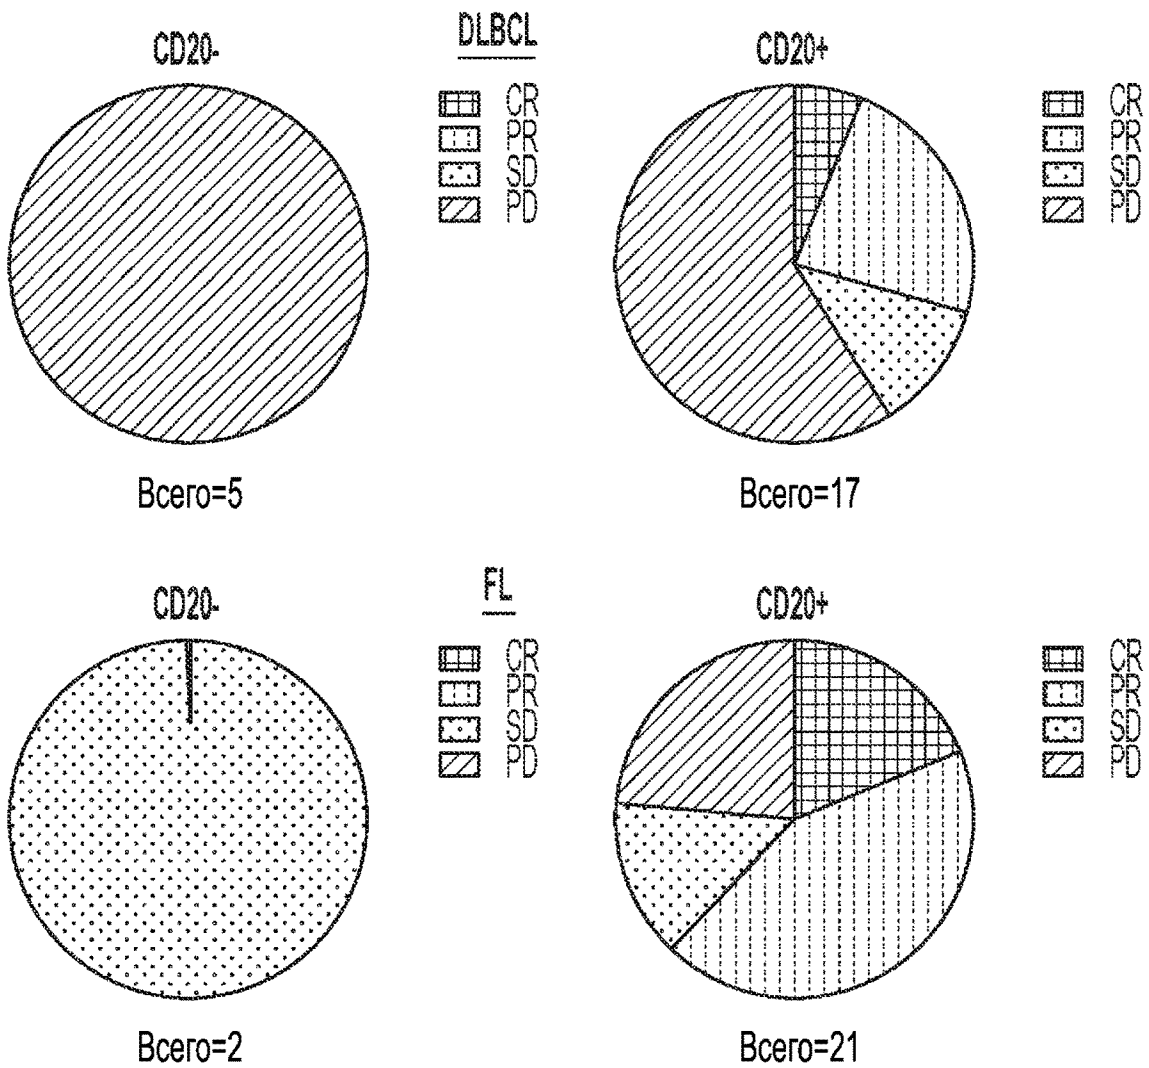 DLBCL
CD20-
CR
PR
SD
PD
Всего=5
CD20+
CR
PR
SD
PD
Всего=17
FL
CD20-
CR
PR
SD
PD
Всего=2
CD20+
CR
PR
SD
PD
Всего=21